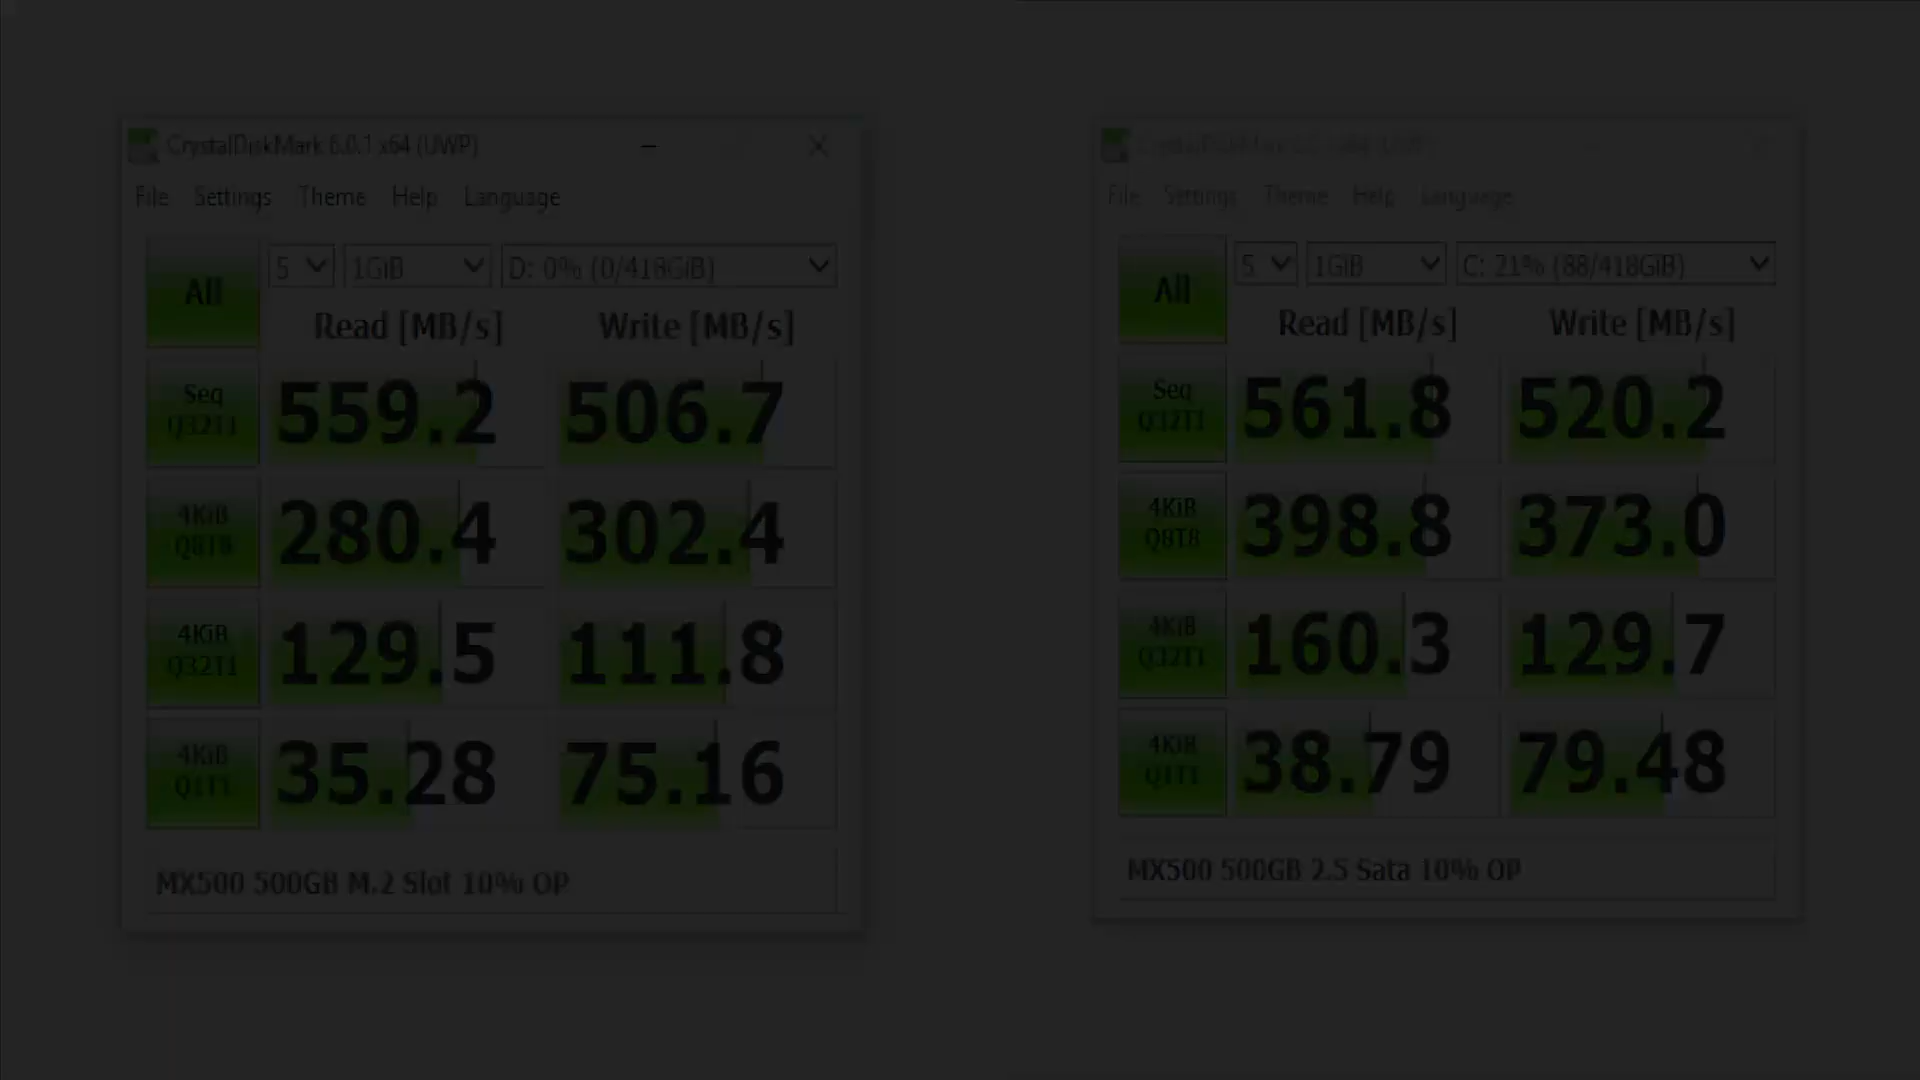 CrystalDiskMark 6.0.1 x64 (UWP)
File Settings Theme Help Language
All
5 1GiB D: 0% (0/418GiB)
Read [MB/s] Write [MB/s]
Seq
Q32T1
559.2 506.7
4KiB
Q8T8
280.4 302.4
4KiB
Q32T1
129.5 111.8
4KiB
Q1T1
35.28 75.16
MX500 500GB M.2 Slot 10% OP
File Settings Theme Help Language
All
5 1GiB C: 21% (88/418GiB)
Read [MB/s] Write [MB/s]
Seq
Q32T1
561.8 520.2
4KiB
Q8T8
398.8 373.0
4KiB
Q32T1
160.3 129.7
4KiB
Q1T1
38.79 79.48
MX500 500GB 2.5 Sata 10% OP